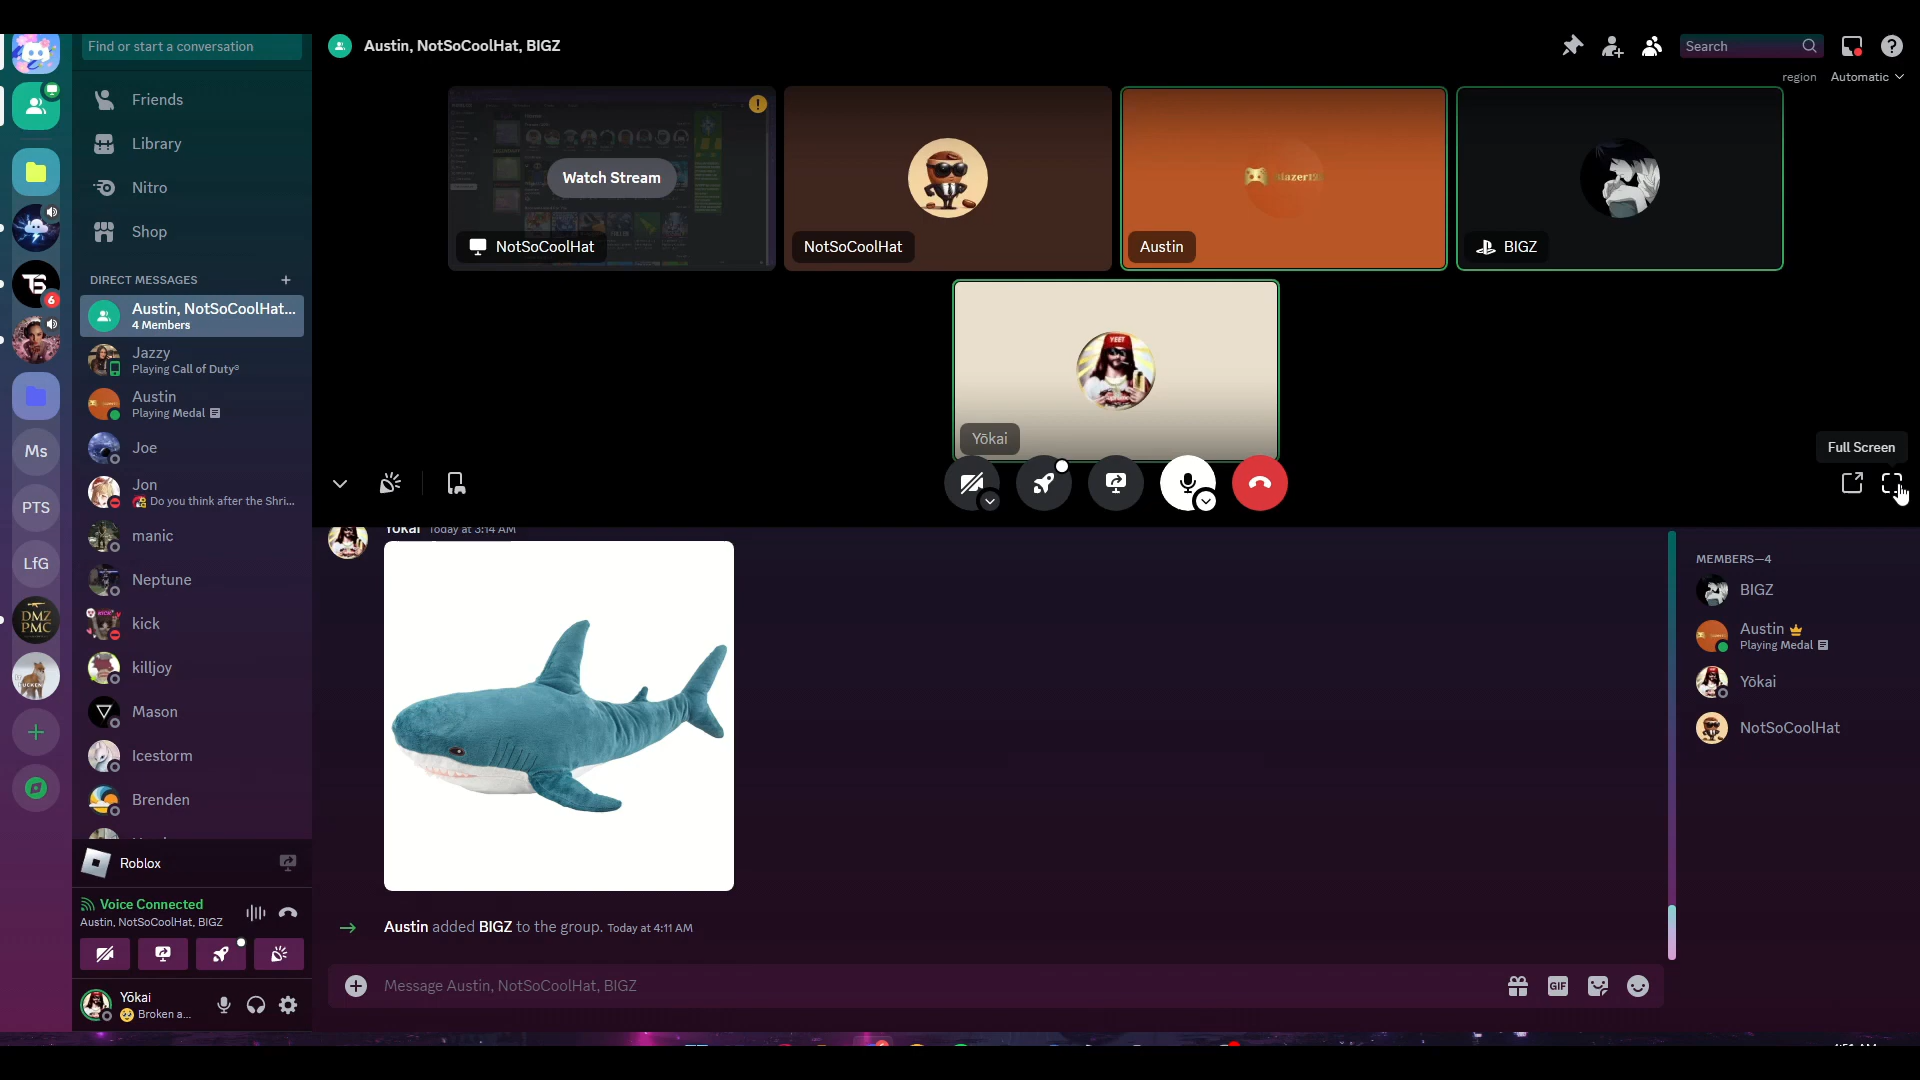 Find or start a conversation
Austin, NotSoCoolHat, BIGZ
Search
region Automatic
Friends
Library
Nitro
Shop
DIRECT MESSAGES
Austin, NotSoCoolHat...
4 Members
Jazzy
Playing Call of Duty®
Austin
Playing Medal
Joe
Jon
Do you think after the Shri...
manic
Neptune
kick
killjoy
Mason
Icestorm
Brenden
Ms
PTS
LfG
DMZ
PMC
6
Roblox
Voice Connected
Austin, NotSoCoolHat, BIGZ
Yōkai
Broken a...
Watch Stream
NotSoCoolHat
NotSoCoolHat
Austin
BIGZ
YEET
Yōkai
Full Screen
Yōkai Today at 3:14 AM
Austin added BIGZ to the group. Today at 4:11 AM
Message Austin, NotSoCoolHat, BIGZ
GIF
MEMBERS—4
BIGZ
Austin
Playing Medal
Yōkai
NotSoCoolHat